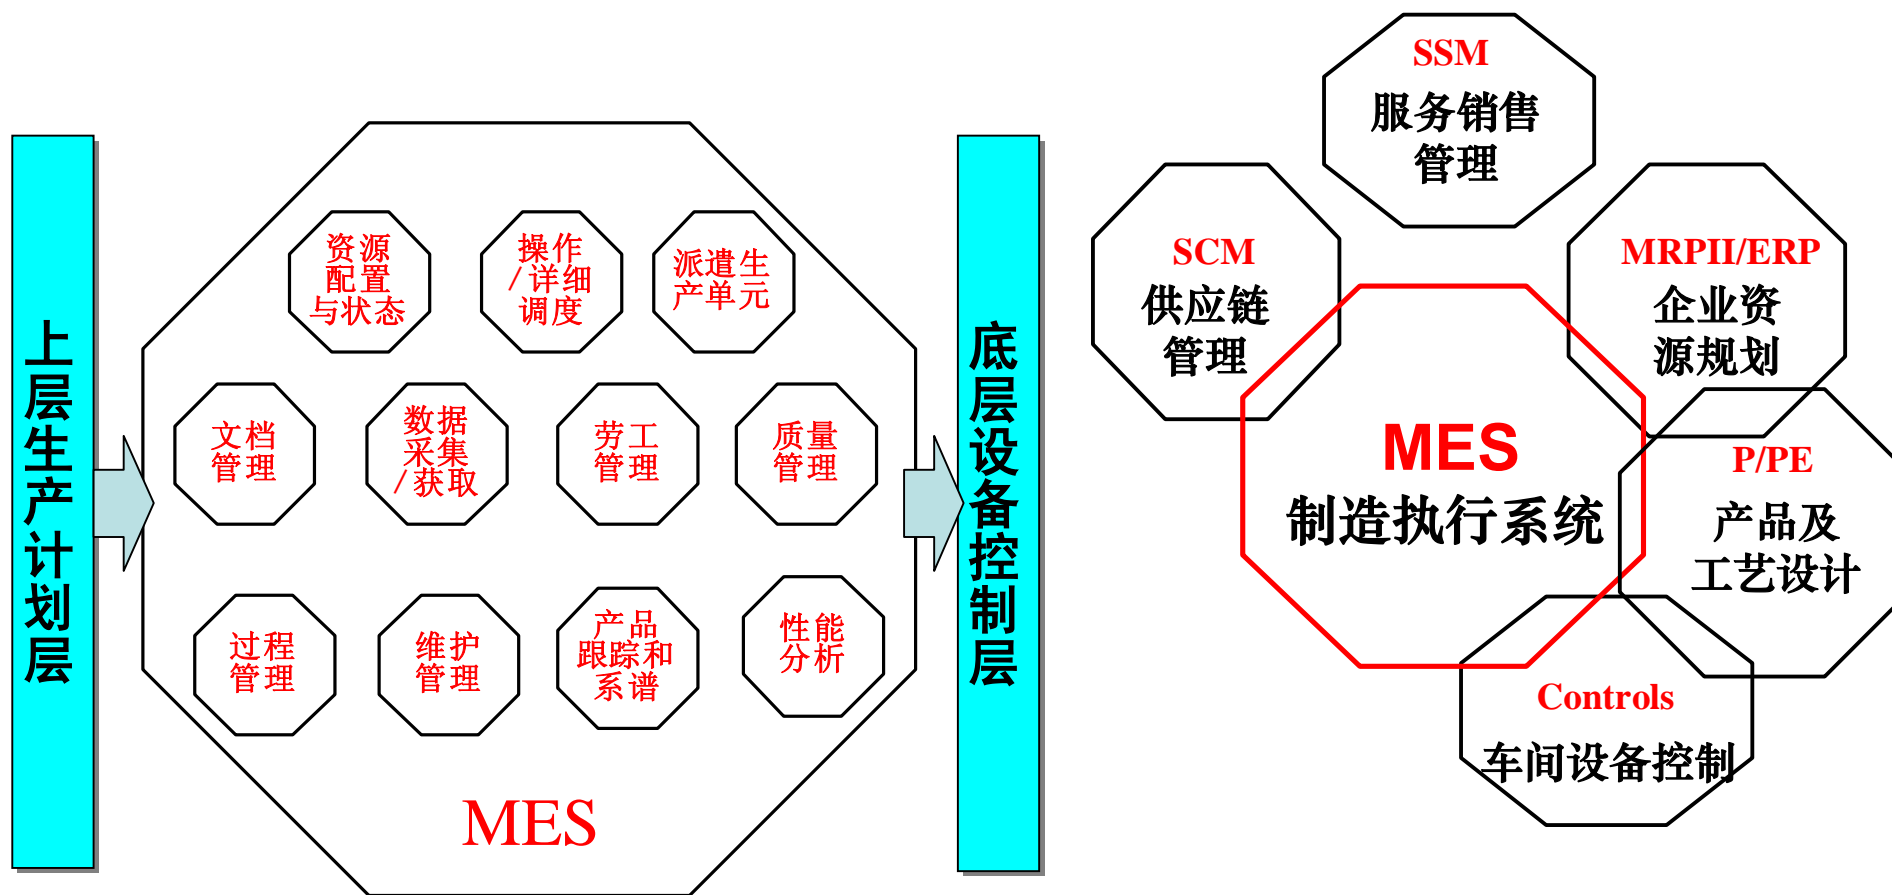 上层生产计划层
资源
配置
与状态
操作
/详细
调度
派遣生
产单元
文档
管理
数据
采集
/获取
劳工
管理
质量
管理
过程
管理
维护
管理
产品
跟踪和
系谱
性能
分析
MES
底层设备控制层
SSM
服务销售
管理
SCM
供应链
管理
MRPII/ERP
企业资
源规划
MES
制造执行系统
P/PE
产品及
工艺设计
Controls
车间设备控制